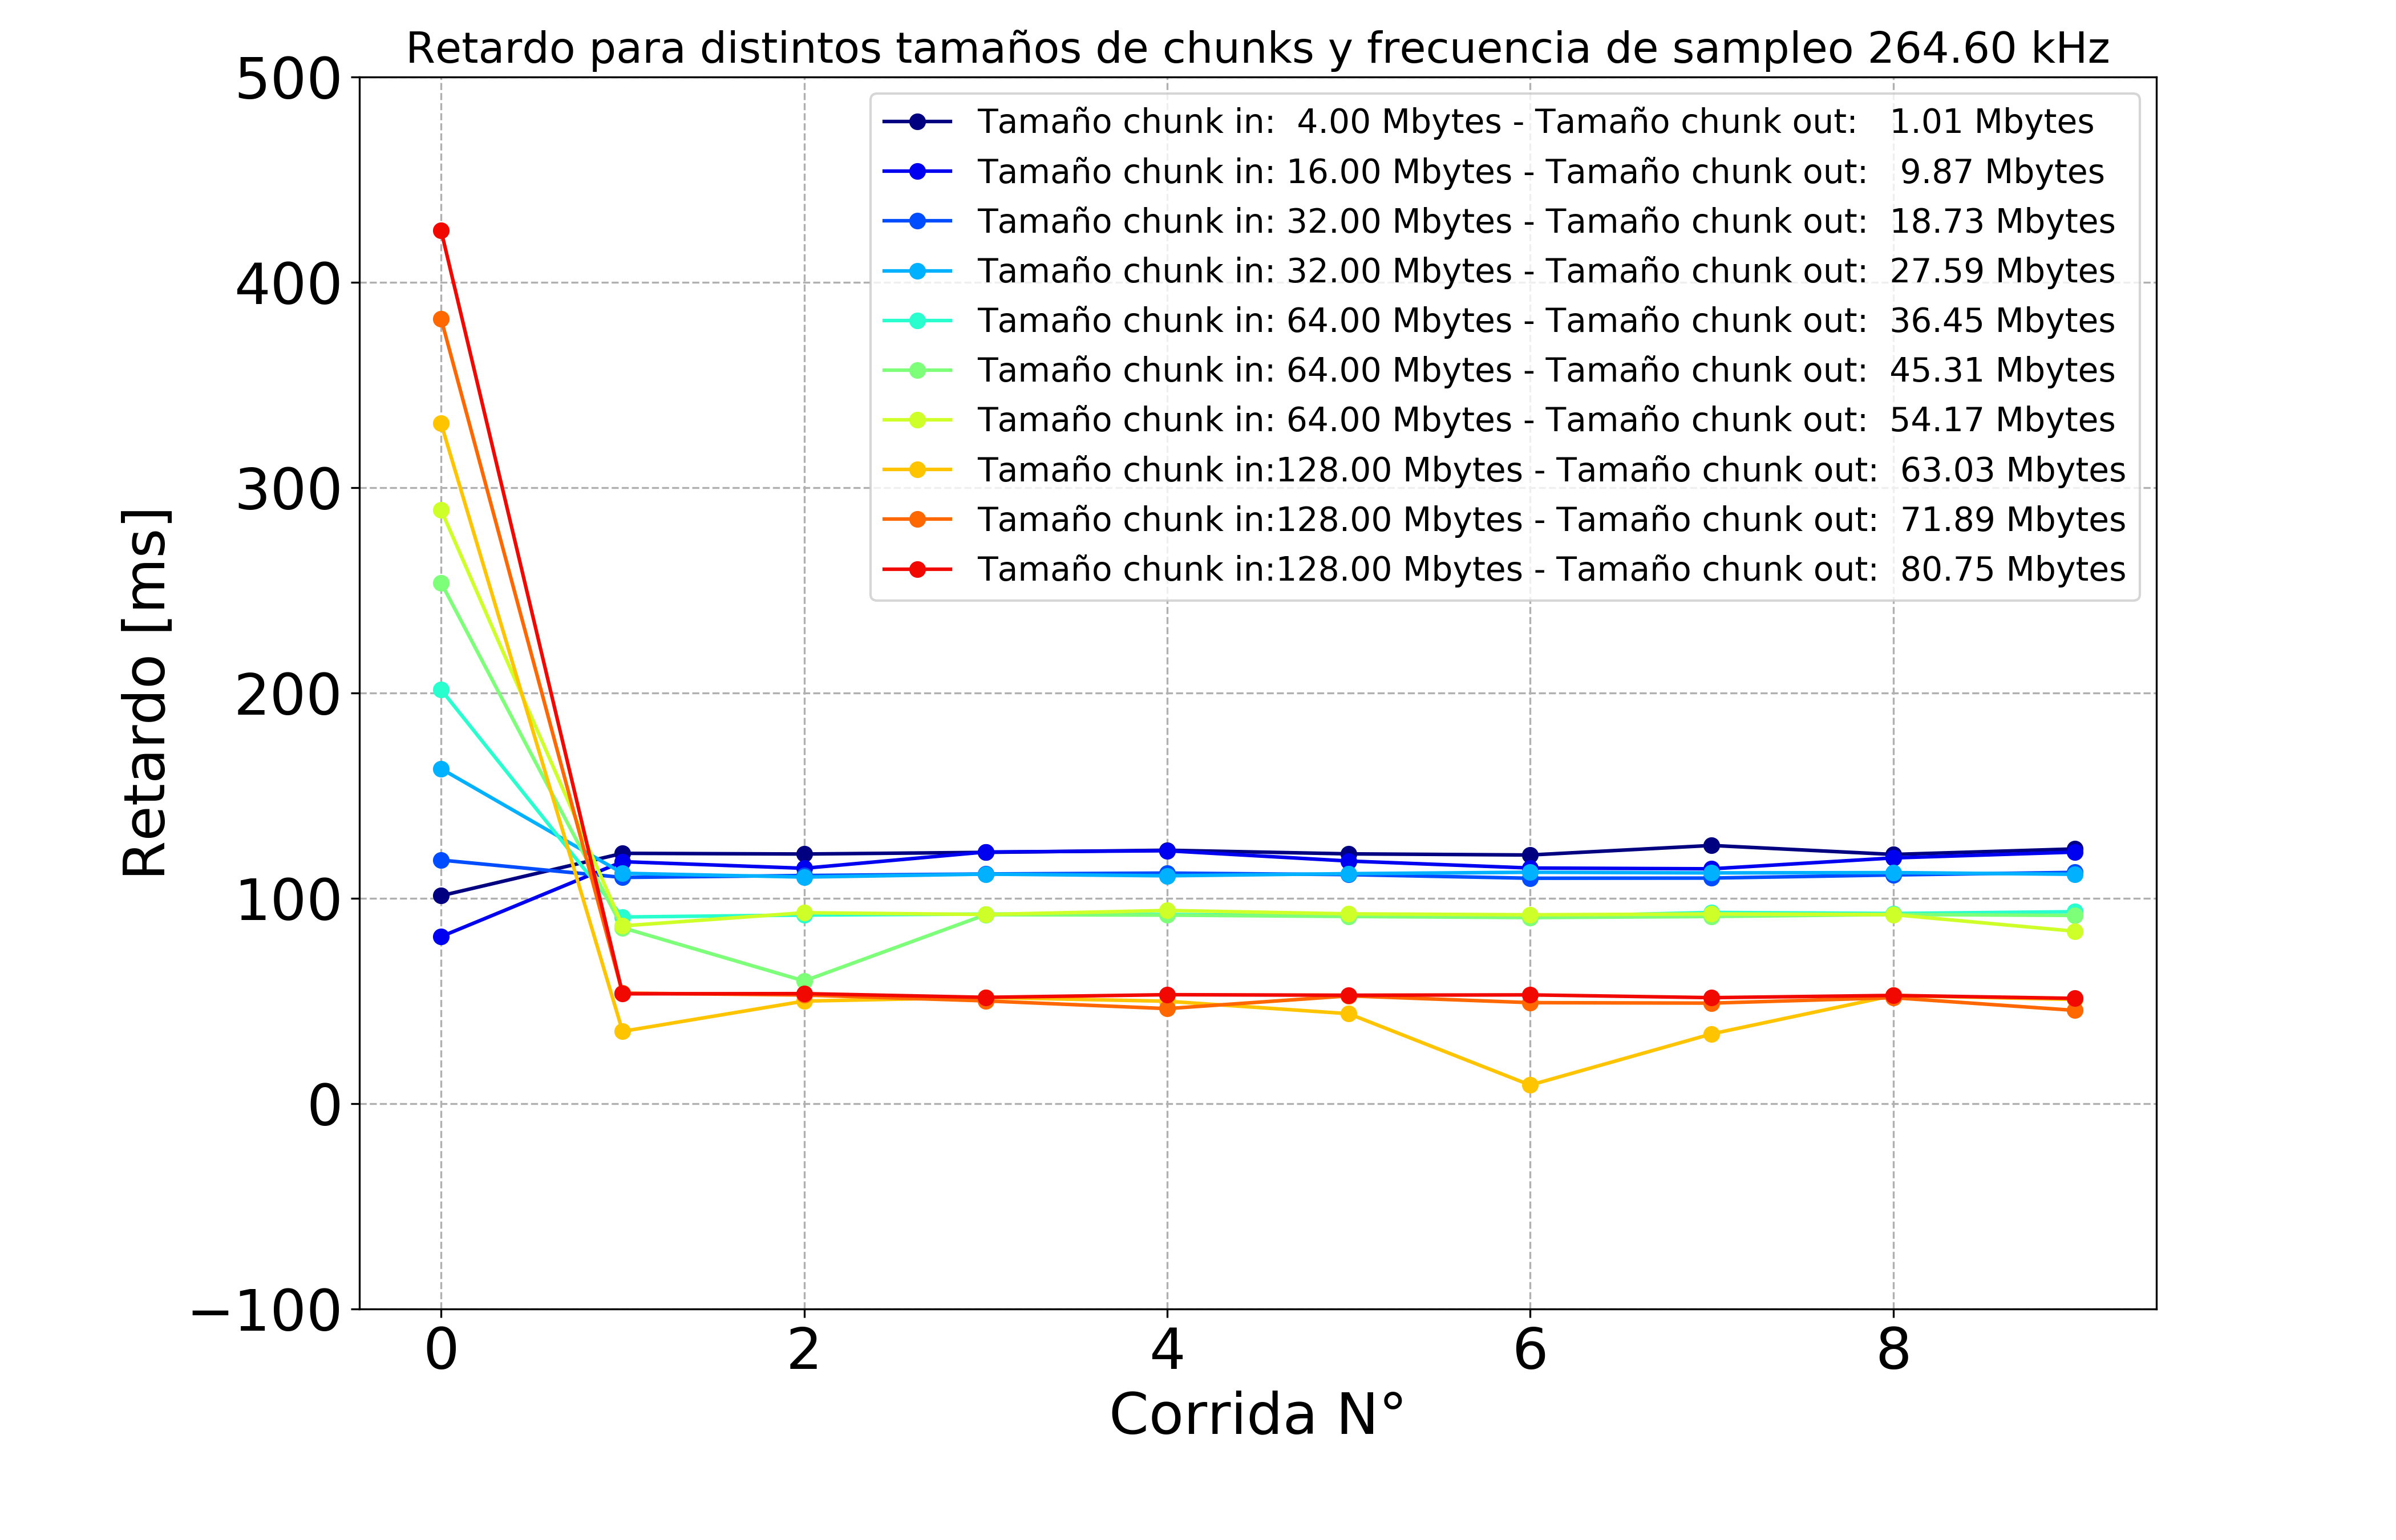 Retardo para distintos tamaños de chunks y frecuencia de sampleo 264.60 kHz
500
400
300
200
100
0
−100
Retardo [ms]
Tamaño chunk in:  4.00 Mbytes - Tamaño chunk out:   1.01 Mbytes
Tamaño chunk in: 16.00 Mbytes - Tamaño chunk out:   9.87 Mbytes
Tamaño chunk in: 32.00 Mbytes - Tamaño chunk out:  18.73 Mbytes
Tamaño chunk in: 32.00 Mbytes - Tamaño chunk out:  27.59 Mbytes
Tamaño chunk in: 64.00 Mbytes - Tamaño chunk out:  36.45 Mbytes
Tamaño chunk in: 64.00 Mbytes - Tamaño chunk out:  45.31 Mbytes
Tamaño chunk in: 64.00 Mbytes - Tamaño chunk out:  54.17 Mbytes
Tamaño chunk in:128.00 Mbytes - Tamaño chunk out:  63.03 Mbytes
Tamaño chunk in:128.00 Mbytes - Tamaño chunk out:  71.89 Mbytes
Tamaño chunk in:128.00 Mbytes - Tamaño chunk out:  80.75 Mbytes
0 2 4 6 8
Corrida N°